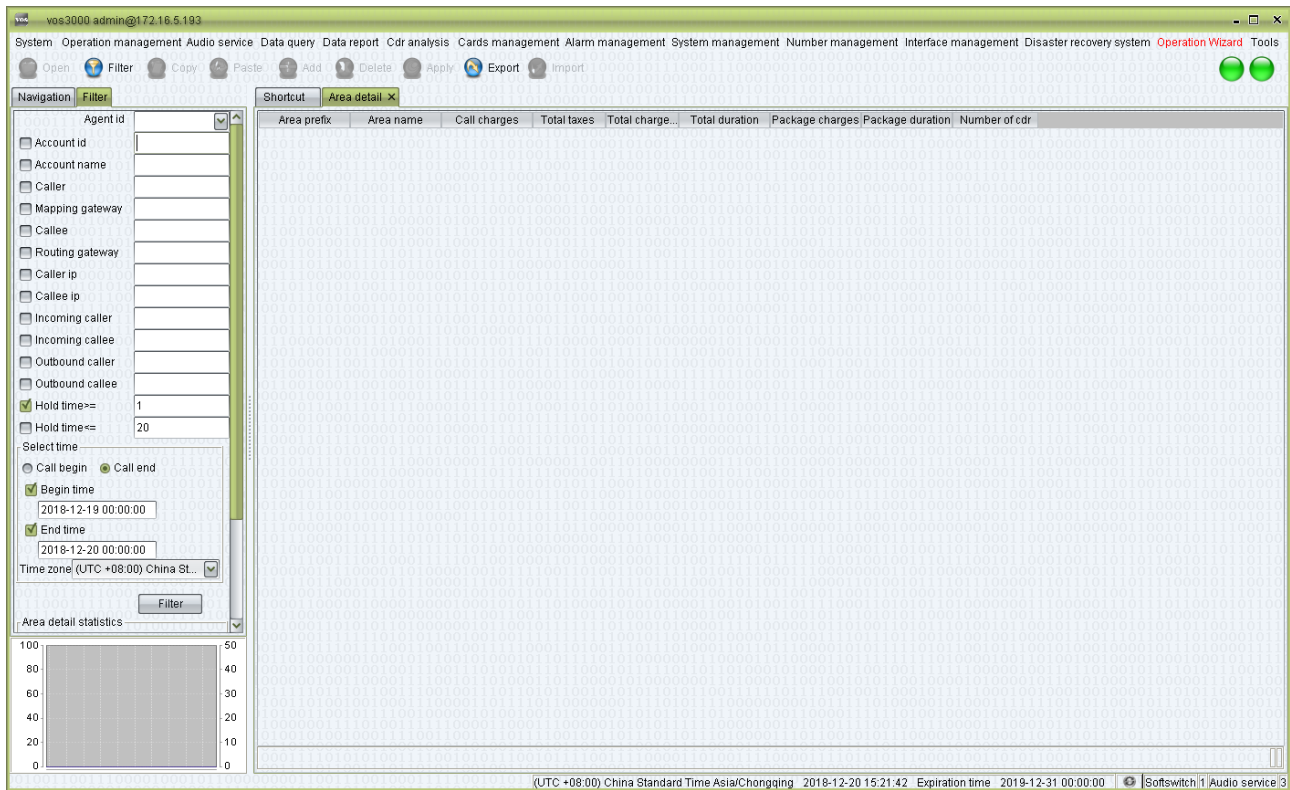 vos vos3000 admin@172.16.5.193
System Operation management Audio service Data query Data report Cdr analysis Cards management Alarm management System management Number management Interface management Disaster recovery system Operation Wizard Tools
Open Filter Copy Paste Add Delete Apply Export Import
Navigation Filter Shortcut Area detail
Area prefix Area name Call charges Total taxes Total charge... Total duration Package charges Package duration Number of cdr
Agent id
Account id
Account name
Caller
Mapping gateway
Callee
Routing gateway
Caller ip
Callee ip
Incoming caller
Incoming callee
Outbound caller
Outbound callee
Hold time>= 1
Hold time<= 20
Select time
Call begin Call end
Begin time
2018-12-19 00:00:00
End time
2018-12-20 00:00:00
Time zone (UTC +08:00) China St...
Filter
Area detail statistics
100 50
80 40
60 30
40 20
20 10
0 0
(UTC +08:00) China Standard Time Asia/Chongqing 2018-12-20 15:21:42 Expiration time 2019-12-31 00:00:00 Softswitch 1 Audio service 3